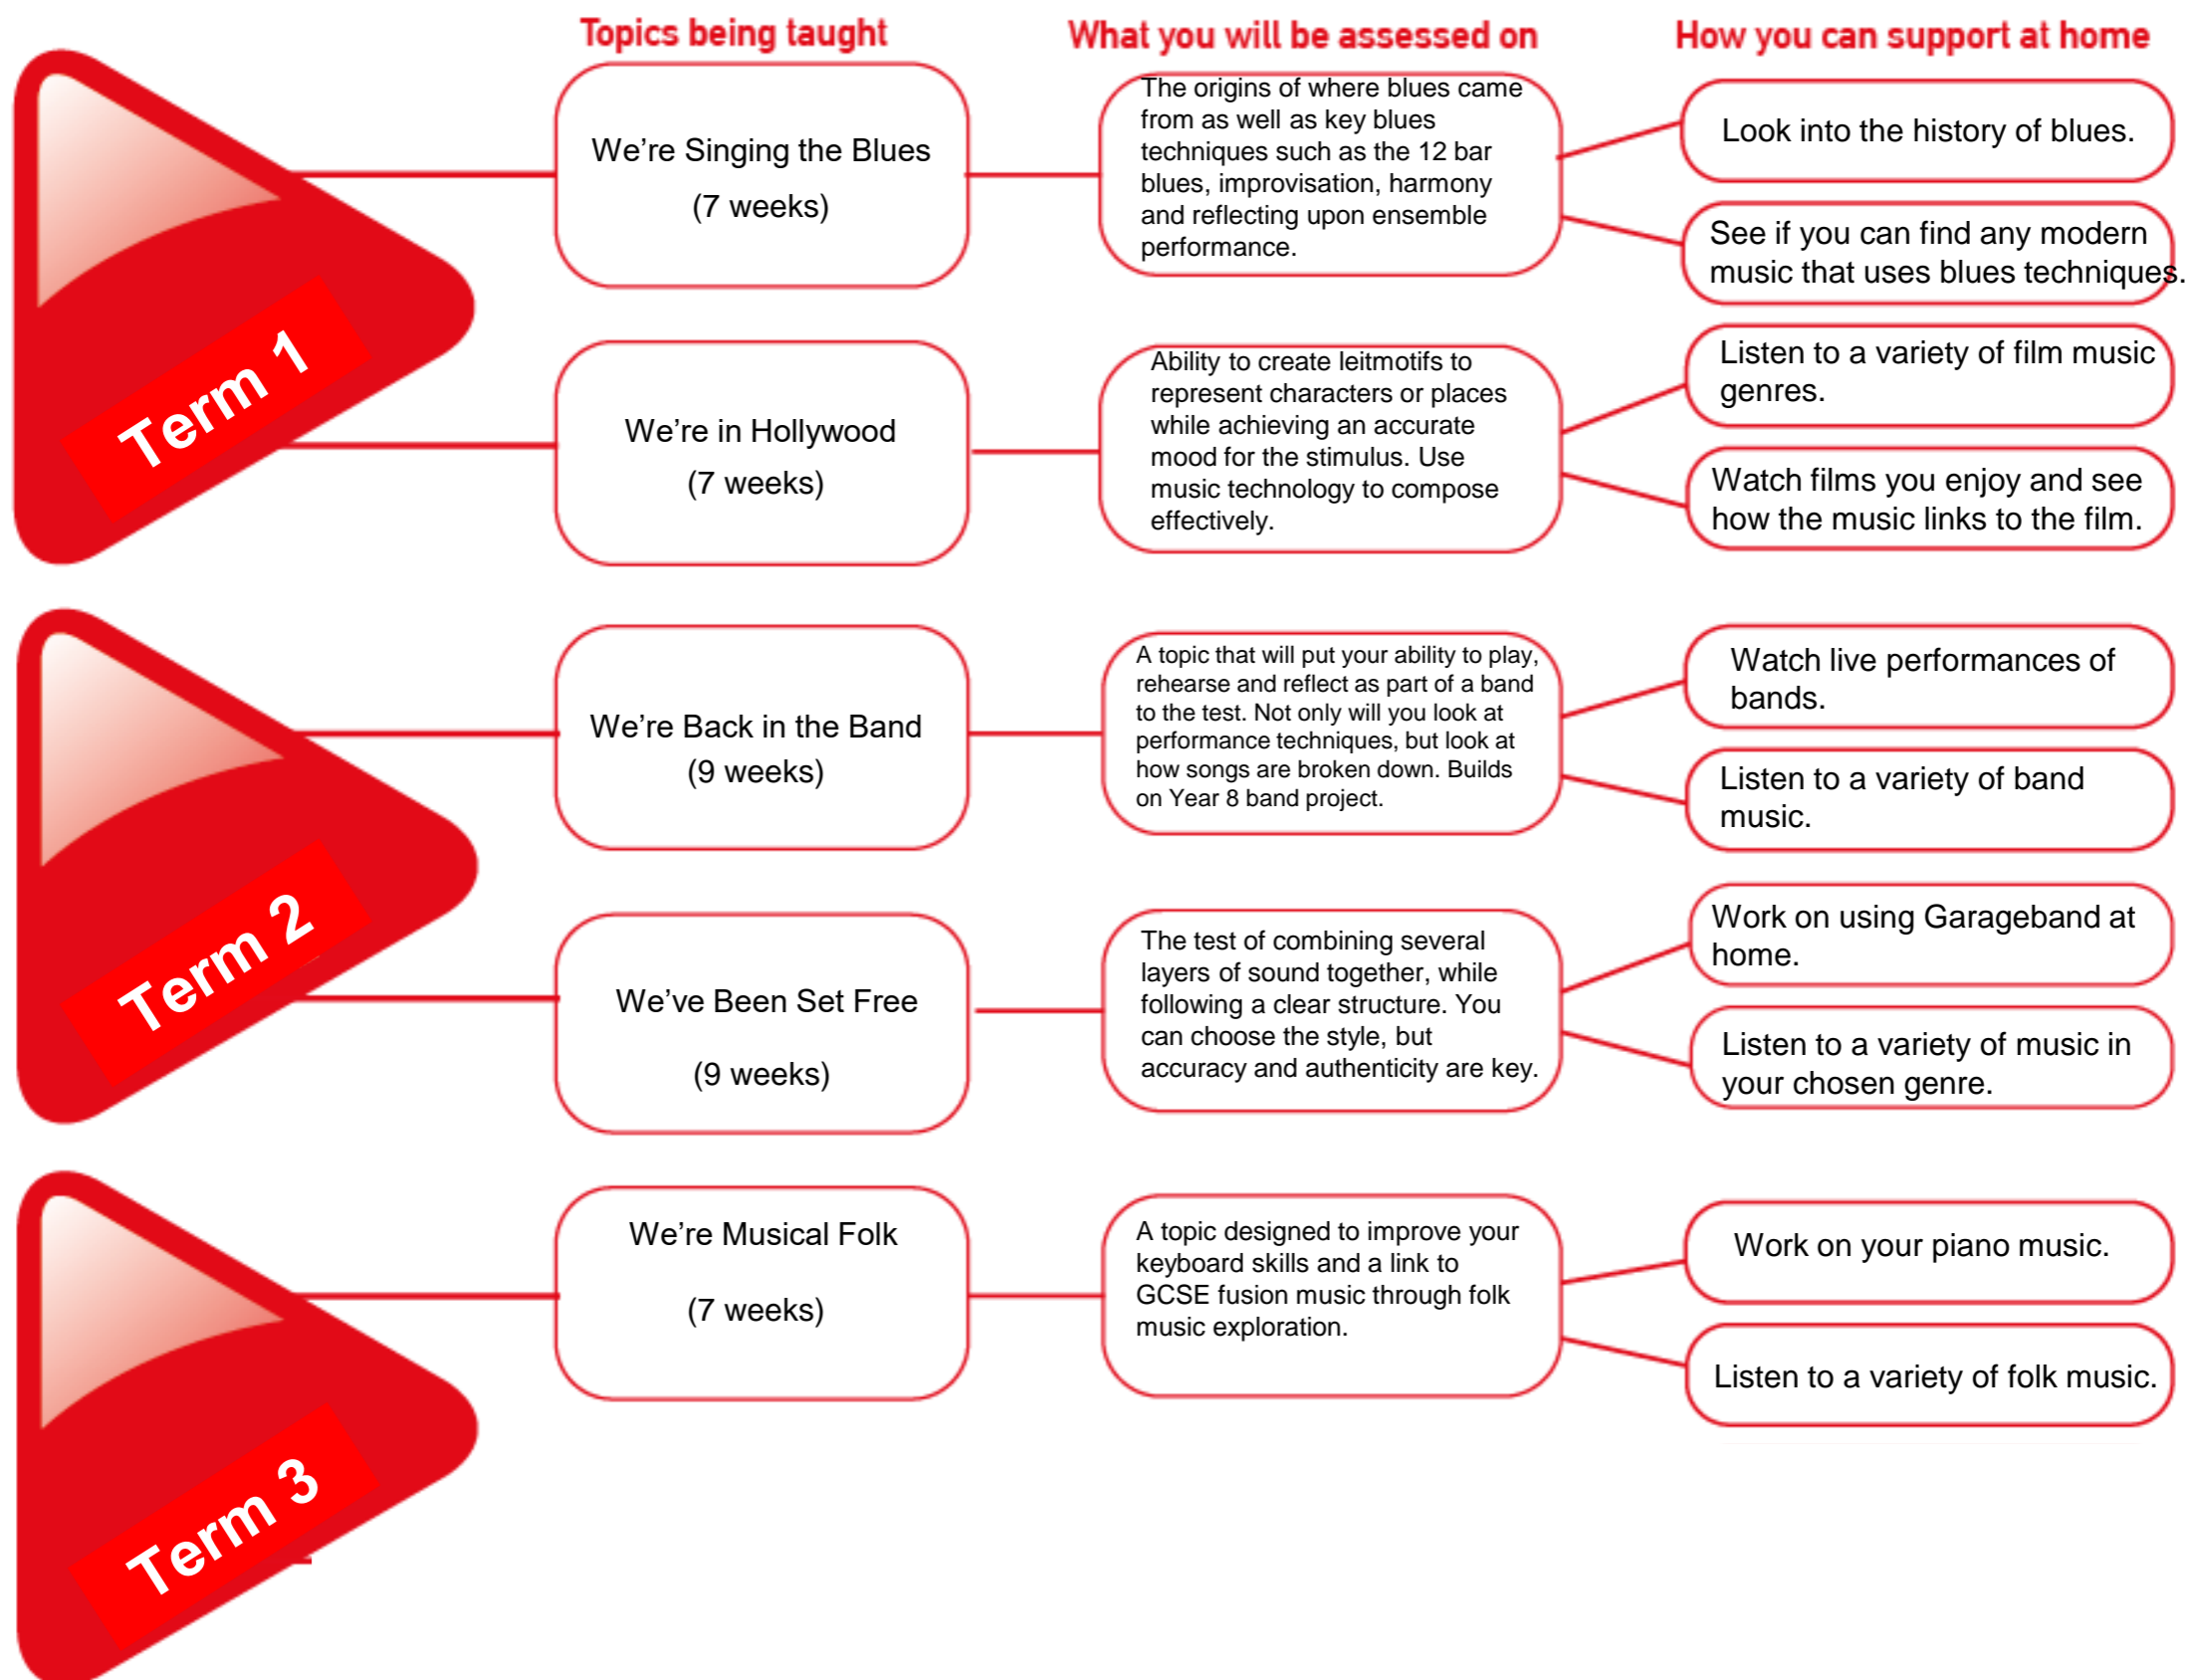 Topics being taught
What you will be assessed on
How you can support at home
Term 1
We’re Singing the Blues
(7 weeks)
The origins of where blues came
from as well as key blues
techniques such as the 12 bar
blues, improvisation, harmony
and reflecting upon ensemble
performance.
Look into the history of blues.
See if you can find any modern
music that uses blues techniques.
We’re in Hollywood
(7 weeks)
Ability to create leitmotifs to
represent characters or places
while achieving an accurate
mood for the stimulus. Use
music technology to compose
effectively.
Listen to a variety of film music
genres.
Watch films you enjoy and see
how the music links to the film.
Term 2
We’re Back in the Band
(9 weeks)
A topic that will put your ability to play,
rehearse and reflect as part of a band
to the test. Not only will you look at
performance techniques, but look at
how songs are broken down. Builds
on Year 8 band project.
Watch live performances of
bands.
Listen to a variety of band
music.
We’ve Been Set Free
(9 weeks)
The test of combining several
layers of sound together, while
following a clear structure. You
can choose the style, but
accuracy and authenticity are key.
Work on using Garageband at
home.
Listen to a variety of music in
your chosen genre.
Term 3
We’re Musical Folk
(7 weeks)
A topic designed to improve your
keyboard skills and a link to
GCSE fusion music through folk
music exploration.
Work on your piano music.
Listen to a variety of folk music.